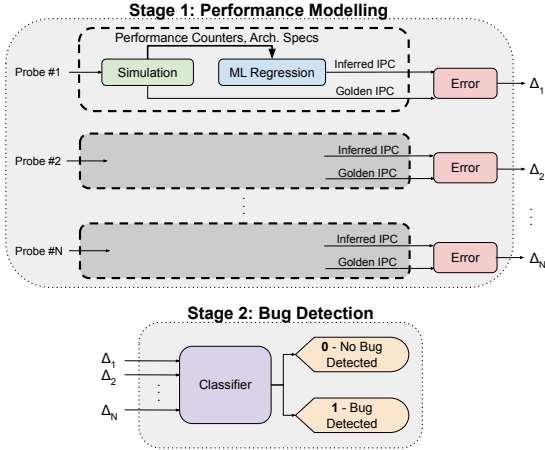 Stage 1: Performance Modelling
Performance Counters, Arch. Specs
Probe #1
Simulation
ML Regression
Inferred IPC
Golden IPC
Error
Δ1
Probe #2
Inferred IPC
Golden IPC
Error
Δ2
Probe #N
Inferred IPC
Golden IPC
Error
ΔN
Stage 2: Bug Detection
Δ1
Δ2
ΔN
Classifier
0 - No Bug
Detected
1 - Bug
Detected